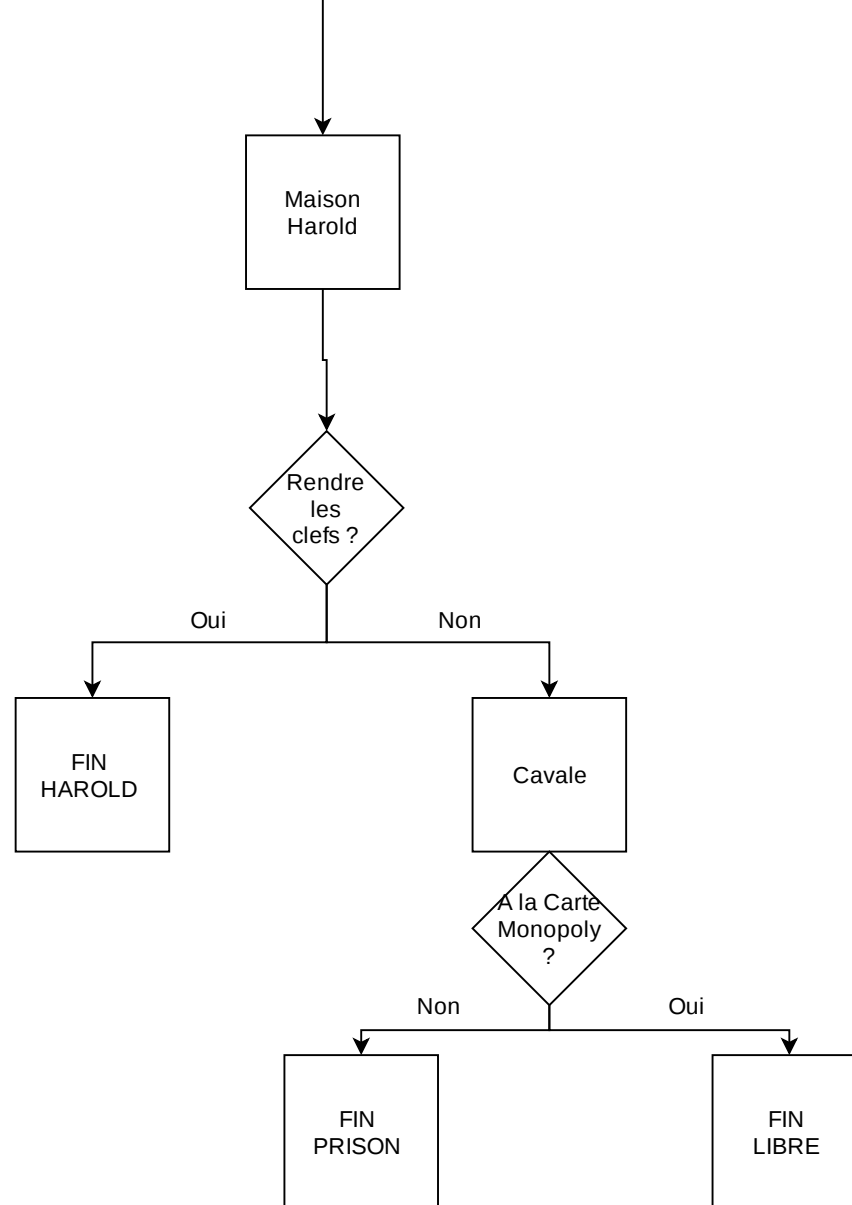 Maison
Harold
Rendre
les
clefs ?
Oui
Non
FIN
HAROLD
Cavale
A la Carte
Monopoly
?
Non
Oui
FIN
PRISON
FIN
LIBRE